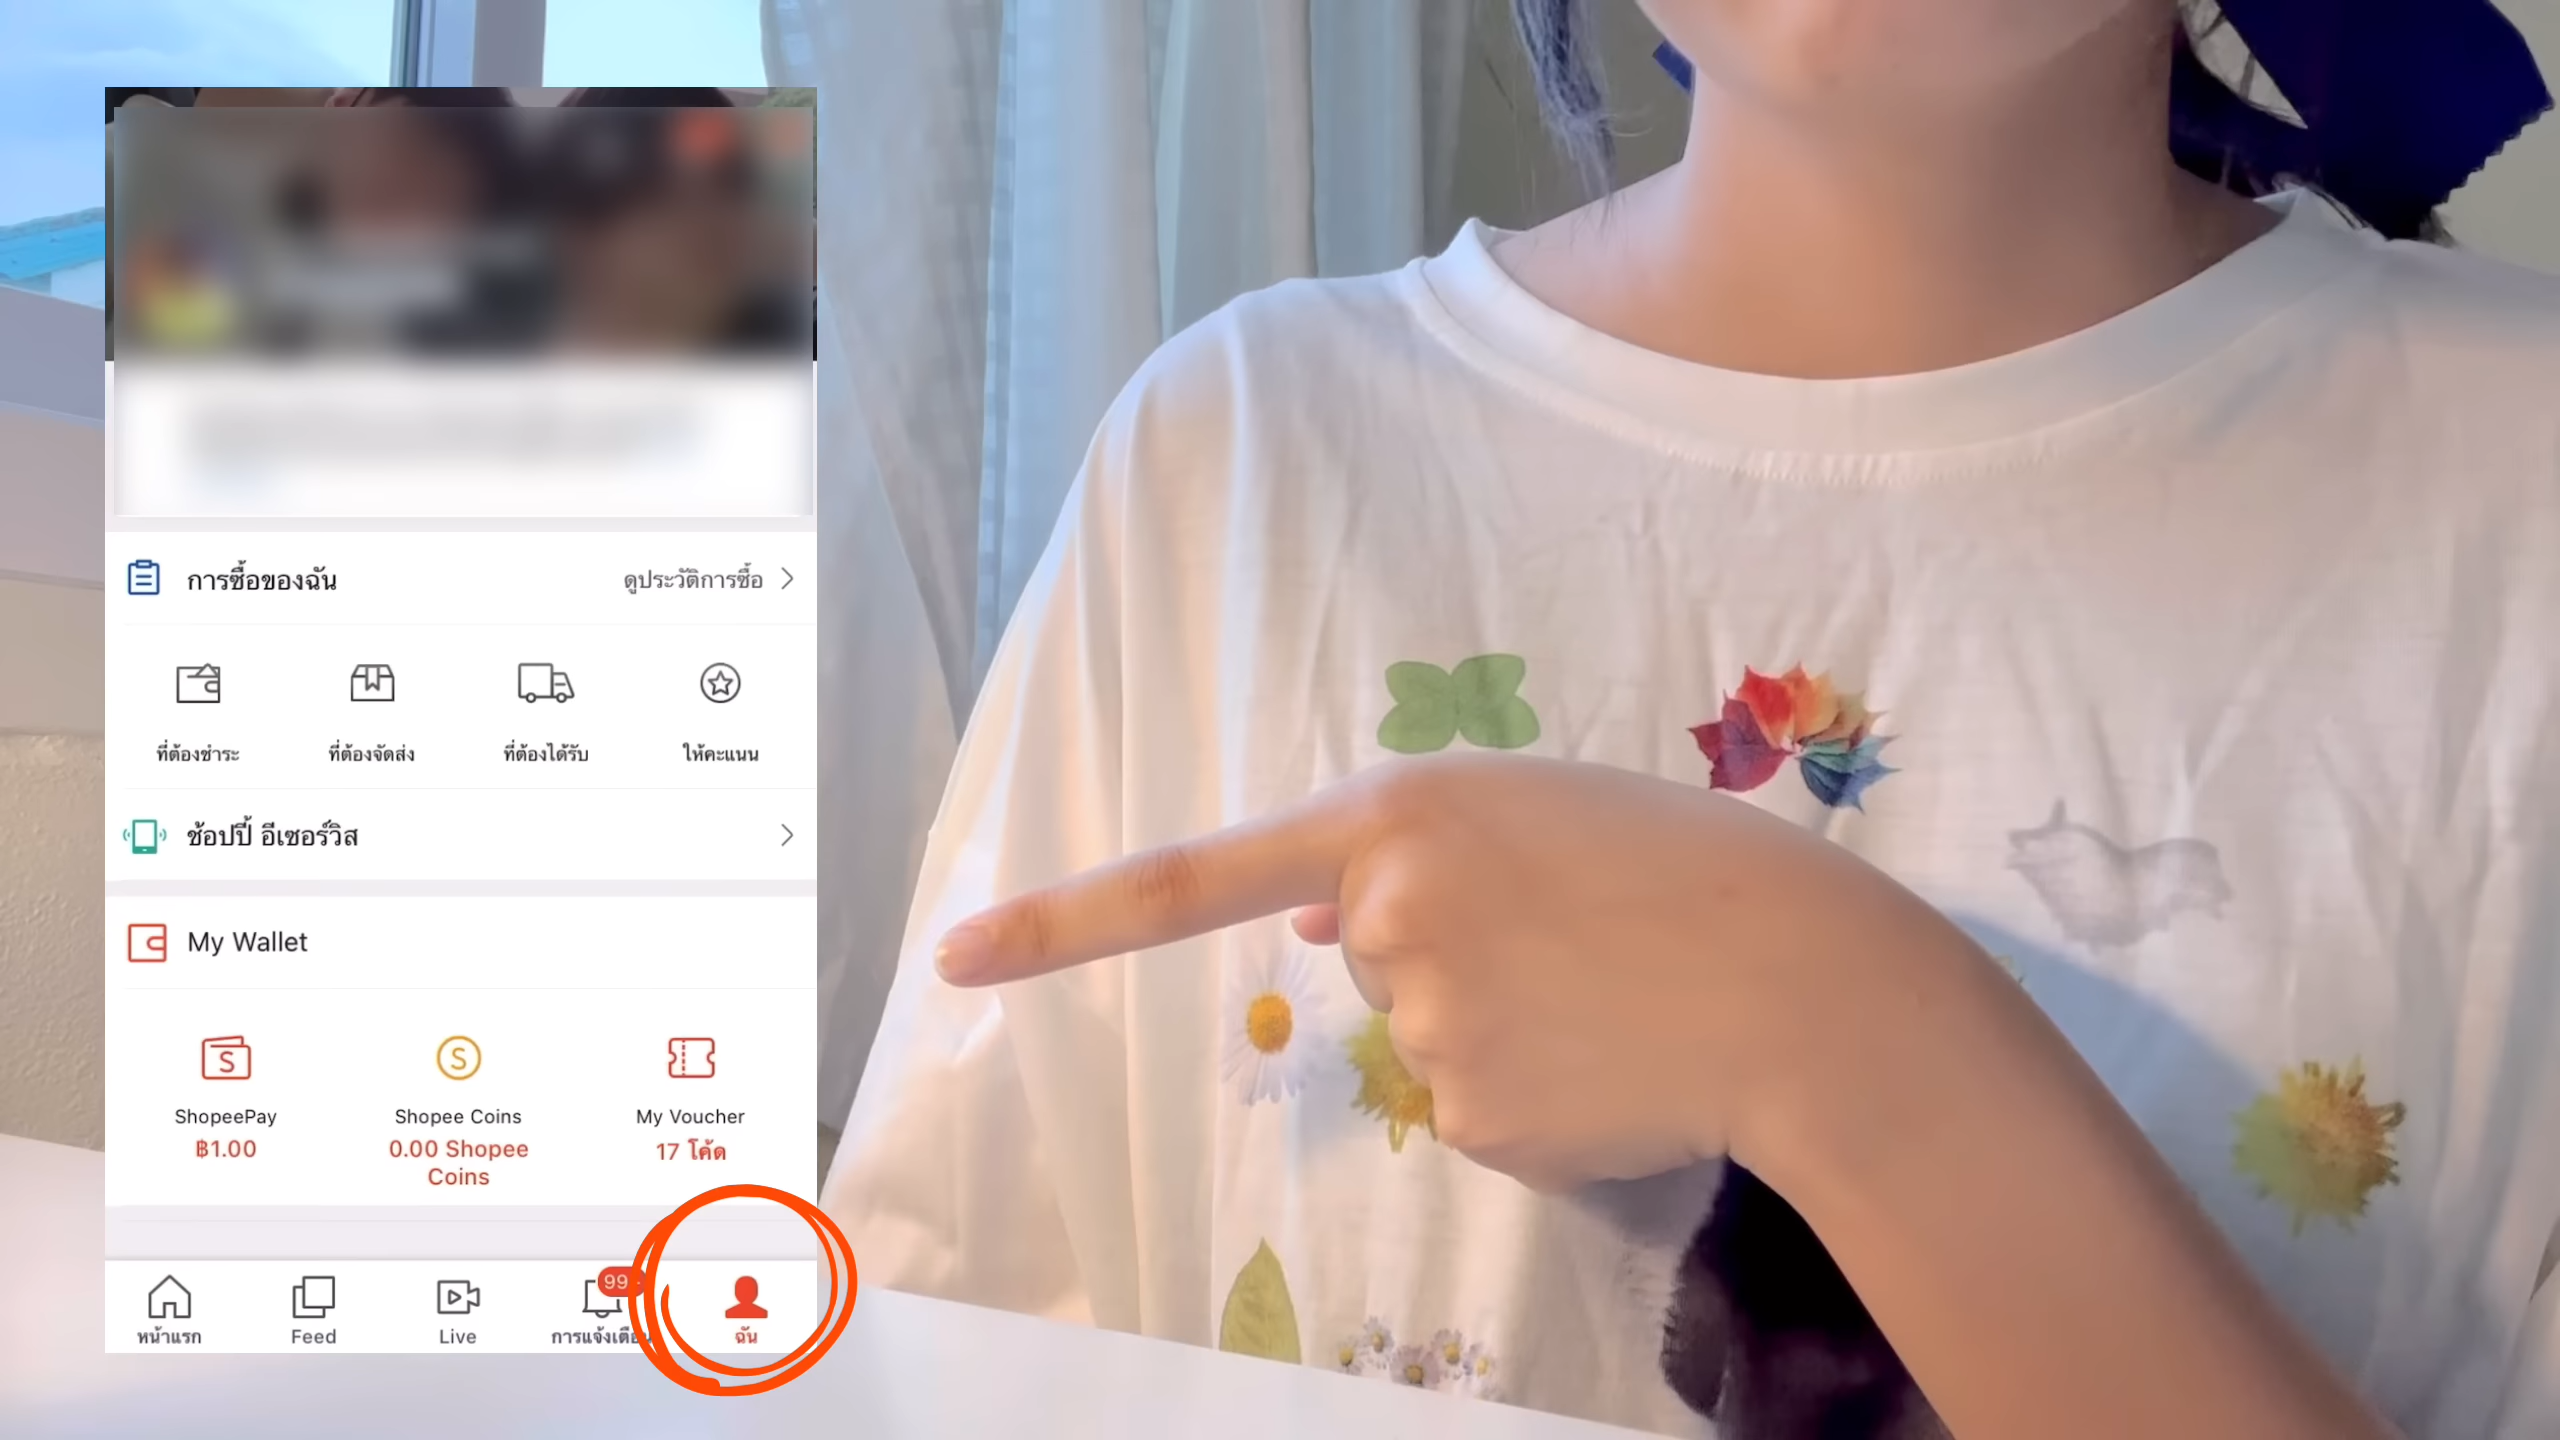 การซื้อของฉัน
ดูประวัติการซื้อ
ที่ต้องชำระ
ที่ต้องจัดส่ง
ที่ต้องได้รับ
ให้คะแนน
ช้อปปี้ อีเซอร์วิส
My Wallet
ShopeePay
Shopee Coins
My Voucher
฿1.00
0.00 Shopee
Coins
17 โค้ด
99
หน้าแรก
Feed
Live
ฉัน